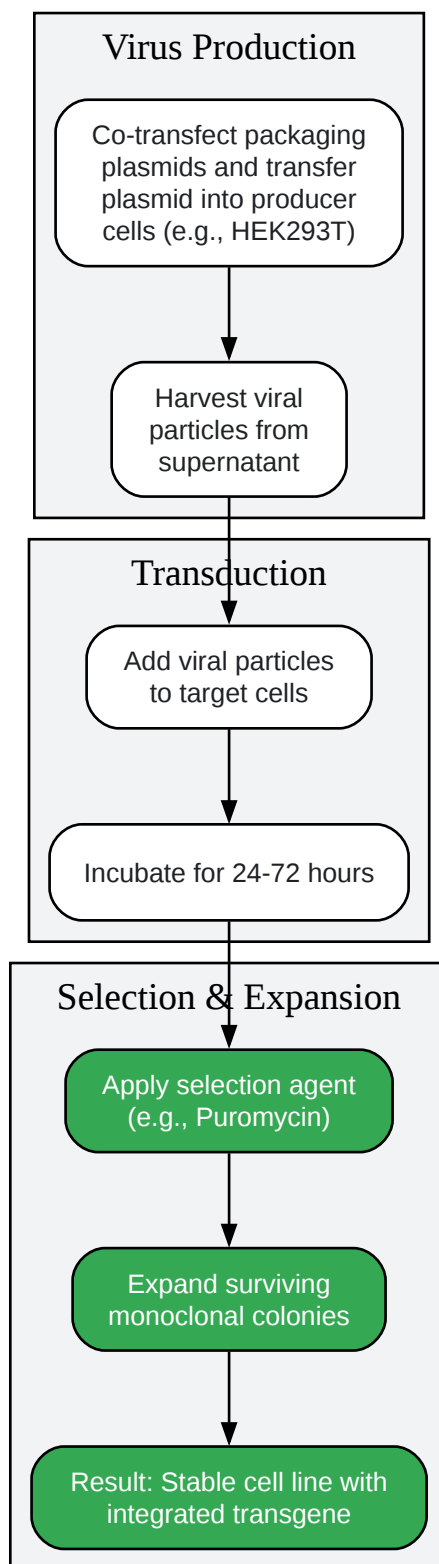 Virus Production
Co-transfect packaging
plasmids and transfer
plasmid into producer
cells (e.g., HEK293T)
Harvest viral
particles from
supernatant
Transduction
Add viral particles
to target cells
Incubate for 24-72 hours
Selection & Expansion
Apply selection agent
(e.g., Puromycin)
Expand surviving
monoclonal colonies
Result: Stable cell line with
integrated transgene